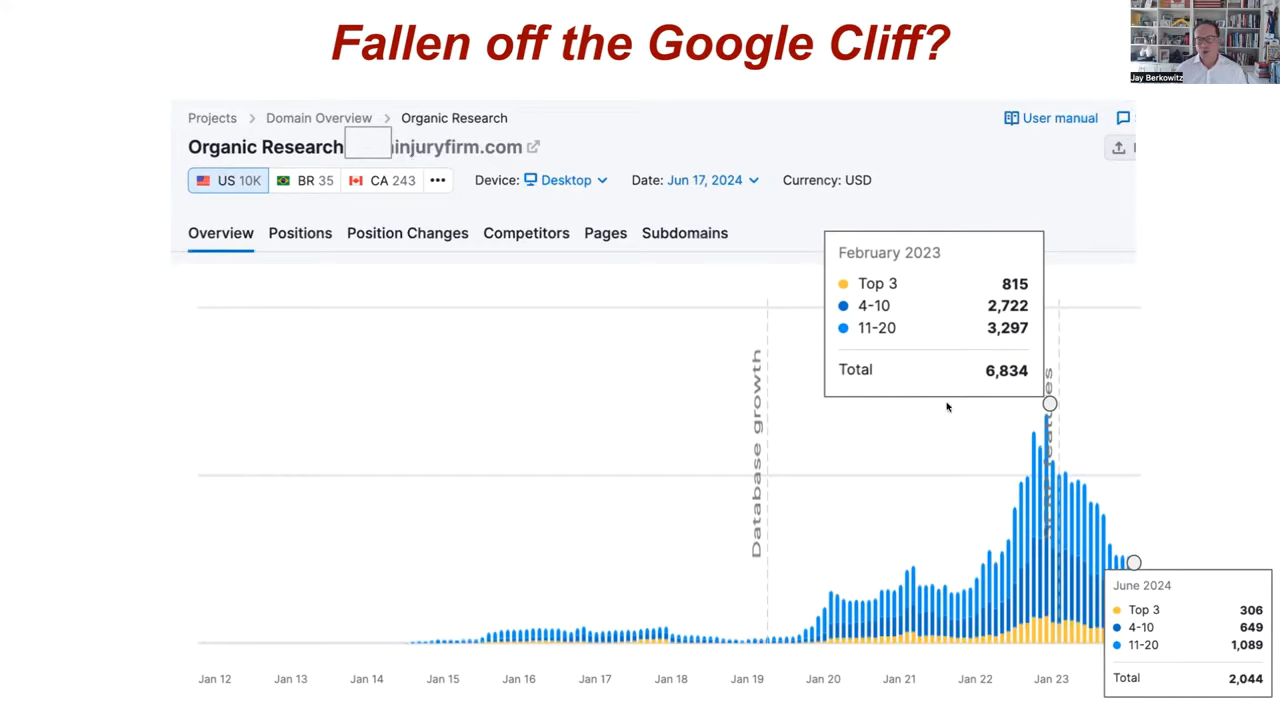 Fallen off the Google Cliff?
Jay Berkowitz
Projects > Domain Overview > Organic Research
User manual
Organic Research injuryfirm.com
US 10K BR 35 CA 243 •••
Device: Desktop Date: Jun 17, 2024 Currency: USD
Overview Positions Position Changes Competitors Pages Subdomains
February 2023
Top 3 815
4-10 2,722
11-20 3,297
Total 6,834
Database growth
June 2024
Top 3 306
4-10 649
11-20 1,089
Total 2,044
Jan 12 Jan 13 Jan 14 Jan 15 Jan 16 Jan 17 Jan 18 Jan 19 Jan 20 Jan 21 Jan 22 Jan 23